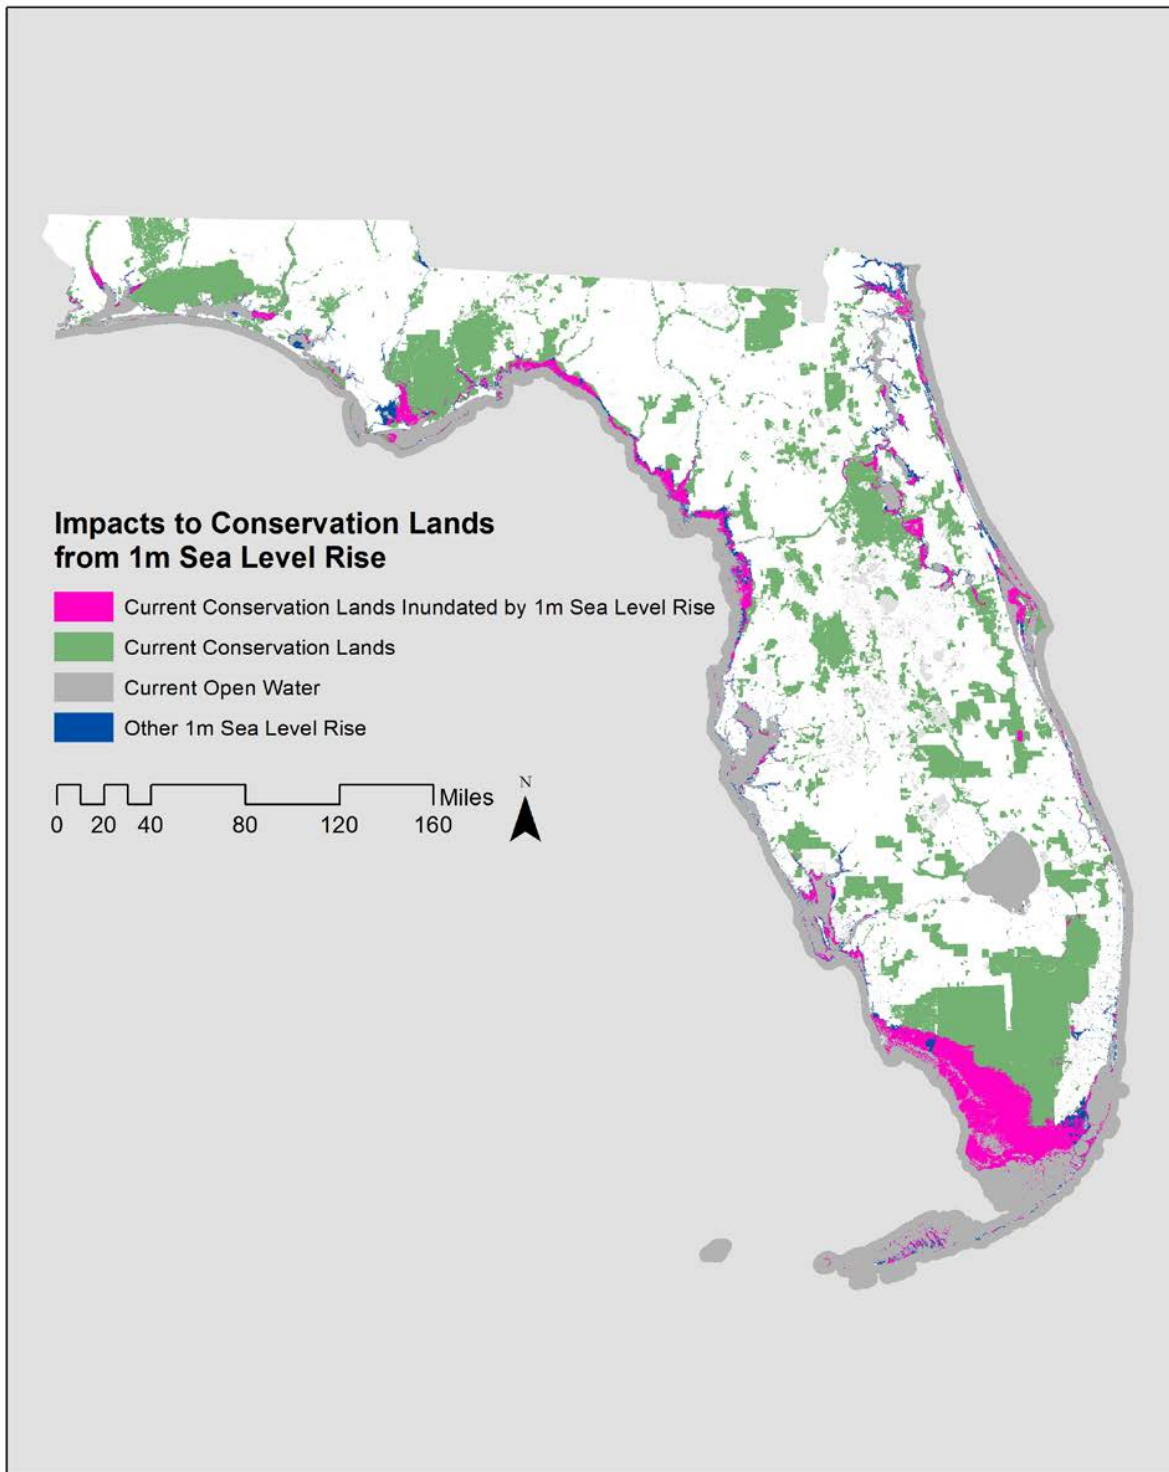 Impacts to Conservation Lands
from 1m Sea Level Rise
Current Conservation Lands Inundated by 1m Sea Level Rise
Current Conservation Lands
Current Open Water
Other 1m Sea Level Rise
N
Miles
0 20 40 80 120 160